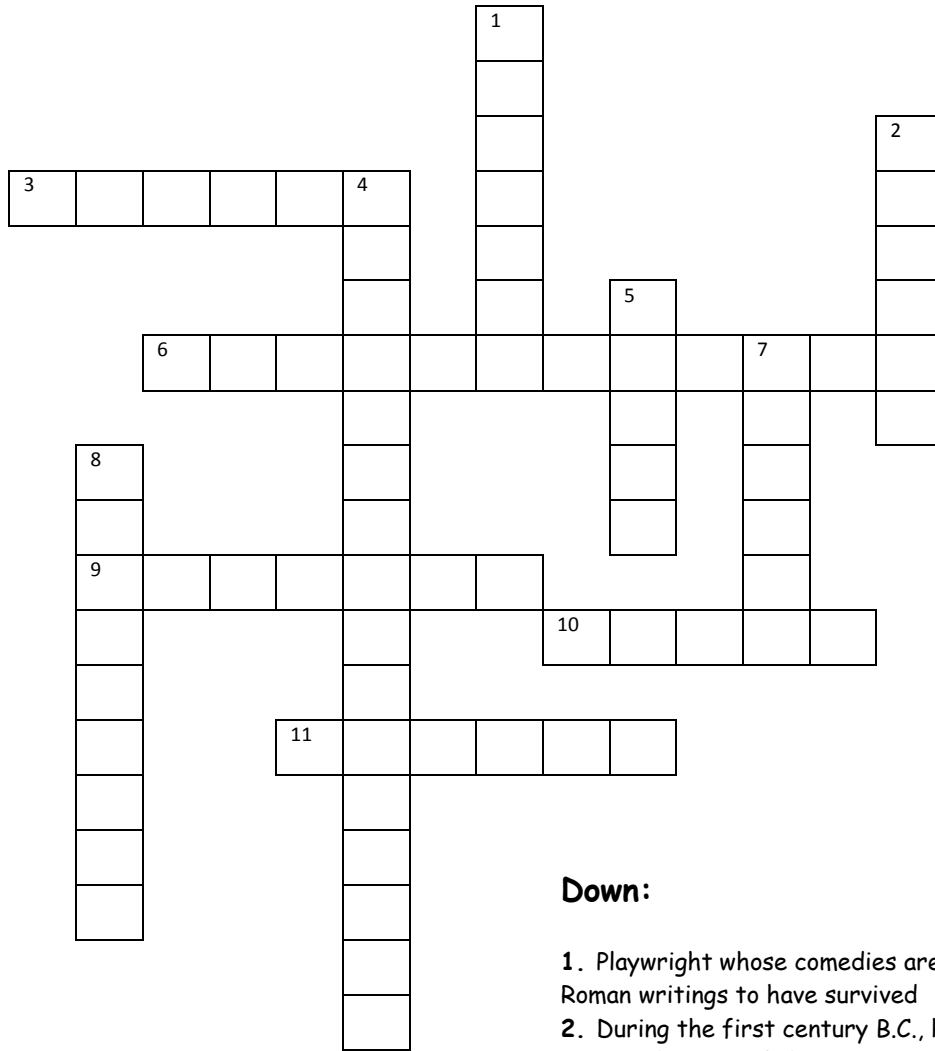 1
2
3 4
5
6 7
8
9
10
11
Down:
1. Playwright whose comedies are
Roman writings to have survived
2. During the first century B.C.,